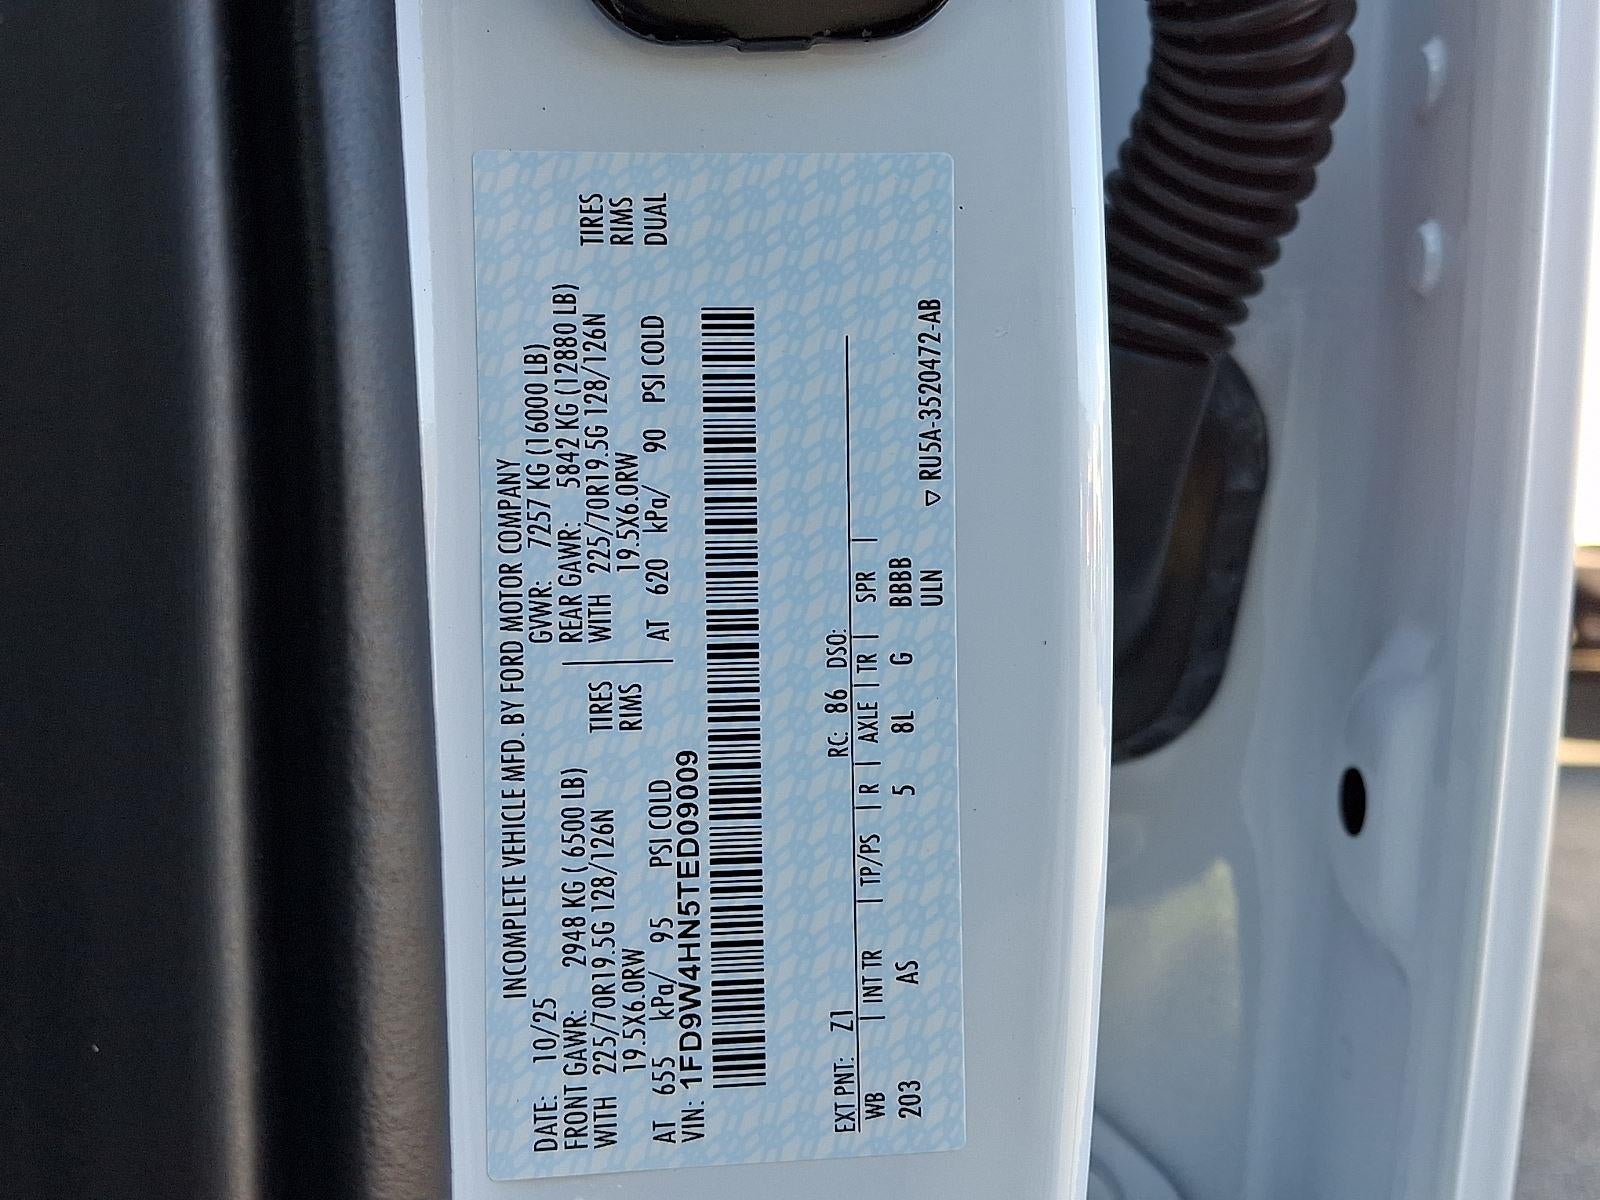 INCOMPLETE VEHICLE MFD. BY FORD MOTOR COMPANY
DATE: 10/25 GVWR: 7257 KG (16000 LB)
FRONT GAWR: 2948 KG ( 6500 LB) REAR GAWR: 5842 KG (12880 LB)
WITH 225/70R19.5G 128/126N TIRES WITH 225/70R19.5G 128/126N TIRES
19.5X6.0RW RIMS 19.5X6.0RW RIMS
AT 655 kPa/ 95 PSI COLD AT 620 kPa/ 90 PSI COLD DUAL
VIN: 1FD9W4HN5TED09009
EXT PNT: Z1 RC: 86 DSO:
WB | INT TR | TP/PS | R | AXLE | TR | SPR |
203 AS 5 8L G BBBB
ULN ▽ RU5A-3520472-AB